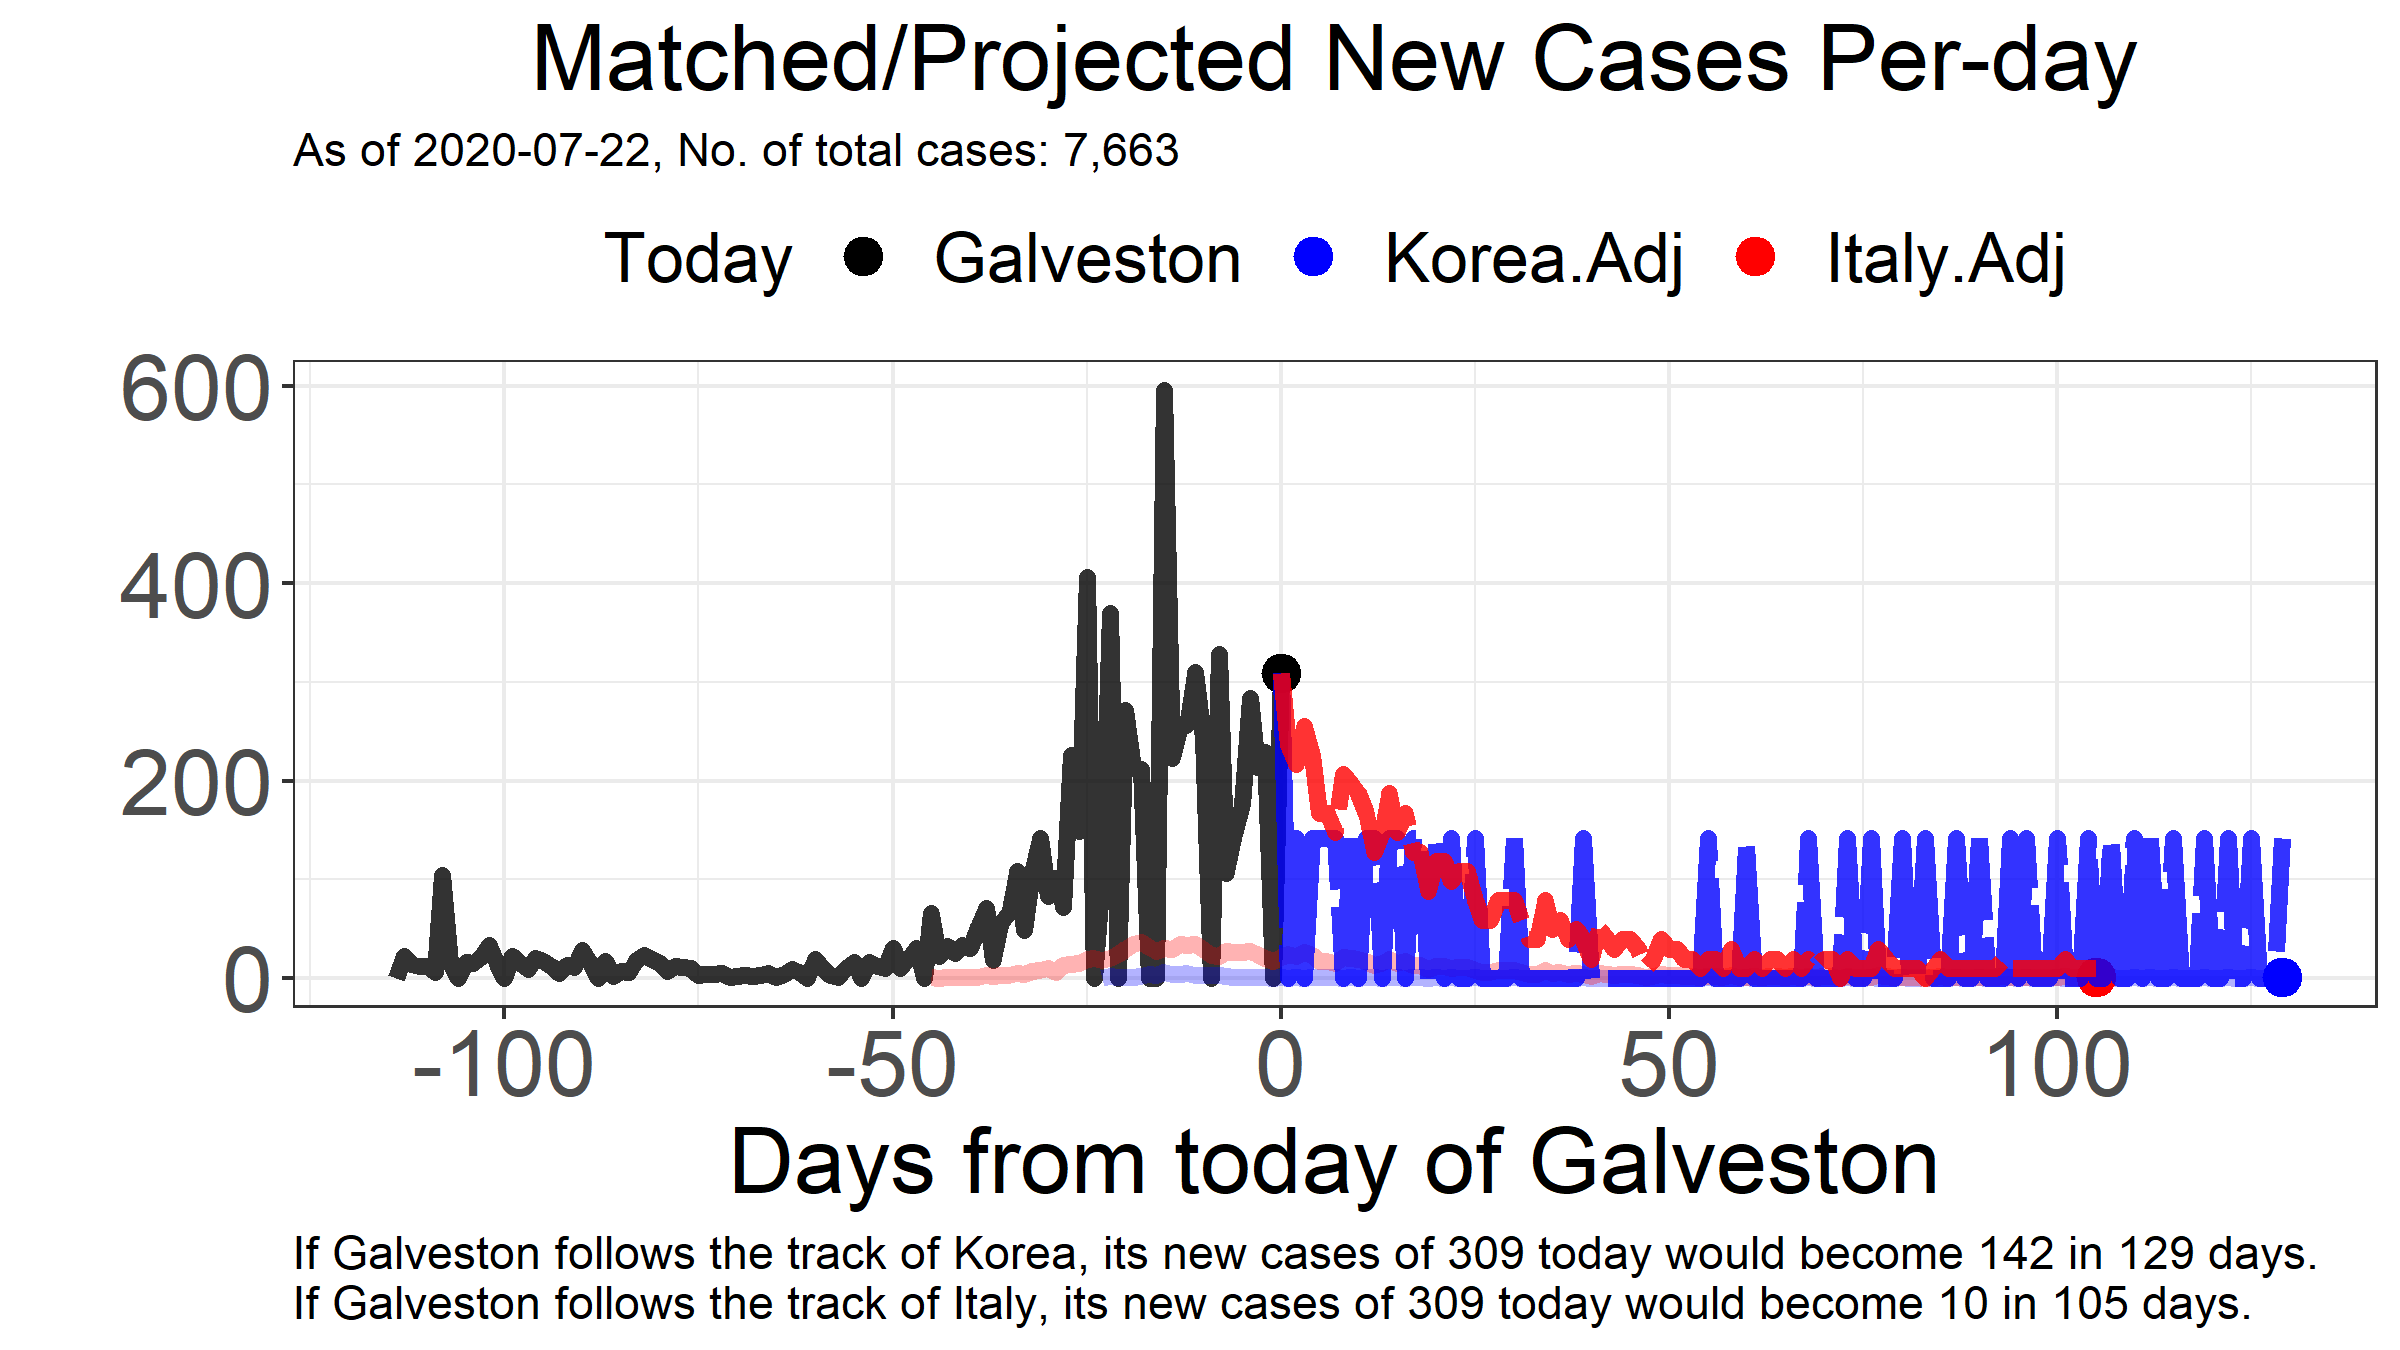 Matched/Projected New Cases Per-day
As of 2020-07-22, No. of total cases: 7,663
Today Galveston Korea.Adj Italy.Adj
600
400
200
0
-100 -50 0 50 100
Days from today of Galveston
If Galveston follows the track of Korea, its new cases of 309 today would become 142 in 129 days.
If Galveston follows the track of Italy, its new cases of 309 today would become 10 in 105 days.